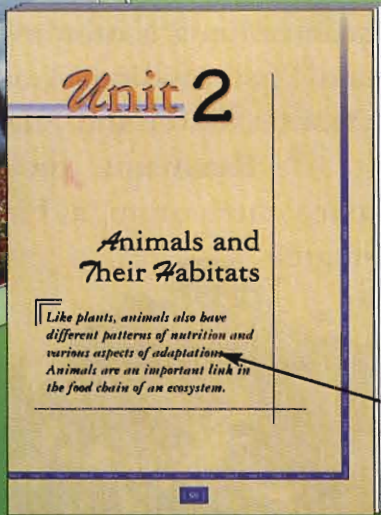 Unit 2
Animals and
Their Habitats
Like plants, animals also have
different patterns of nutrition and
various aspects of adaptations.
Animals are an important link in
the food chain of an ecosystem.